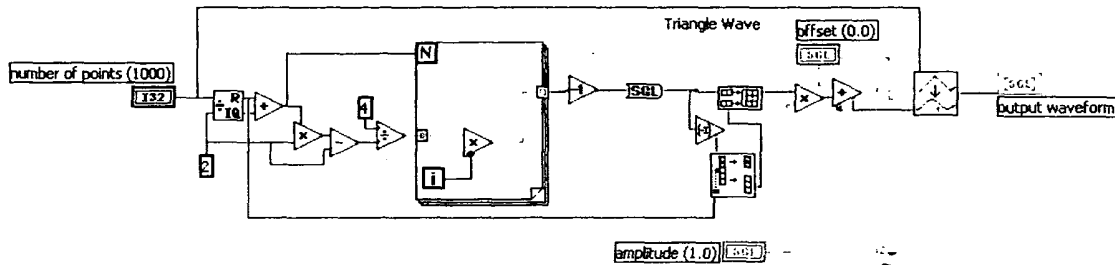 Triangle Wave
offset (0.0)
SGL
number of points (1000)
I32
R
IQ
2
4
N
i
SGL
[SGL]
output waveform
amplitude (1.0)
SGL